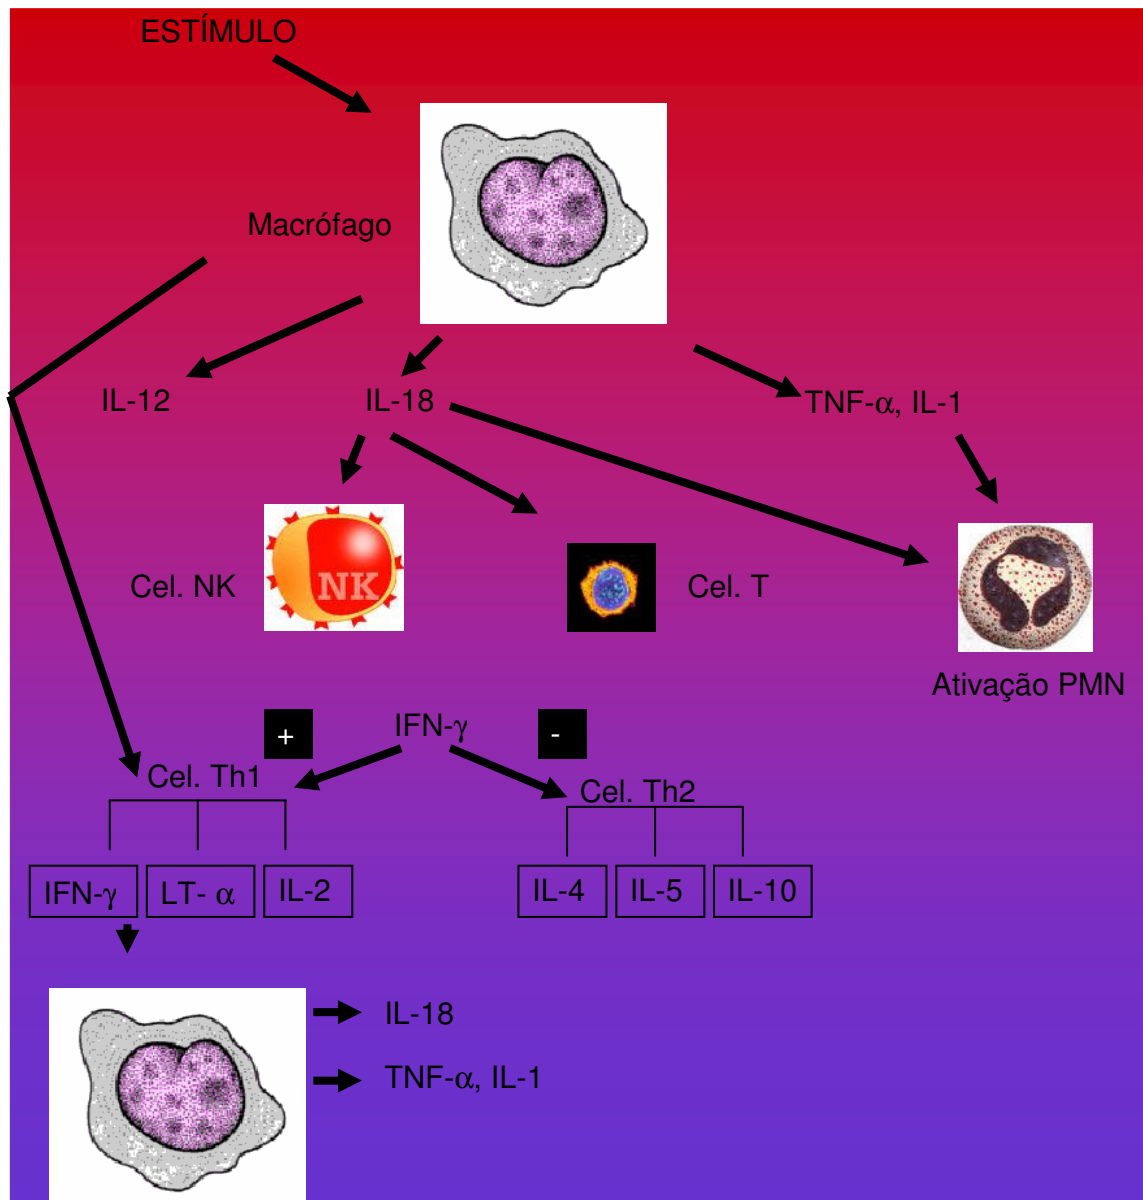 ESTÍMULO
Macrófago
IL-12
IL-18
TNF-α, IL-1
Cel. NK
NK
Cel. T
Ativação PMN
+
IFN-γ
-
Cel. Th1
Cel. Th2
IFN-γ
LT- α
IL-2
IL-4
IL-5
IL-10
IL-18
TNF-α, IL-1